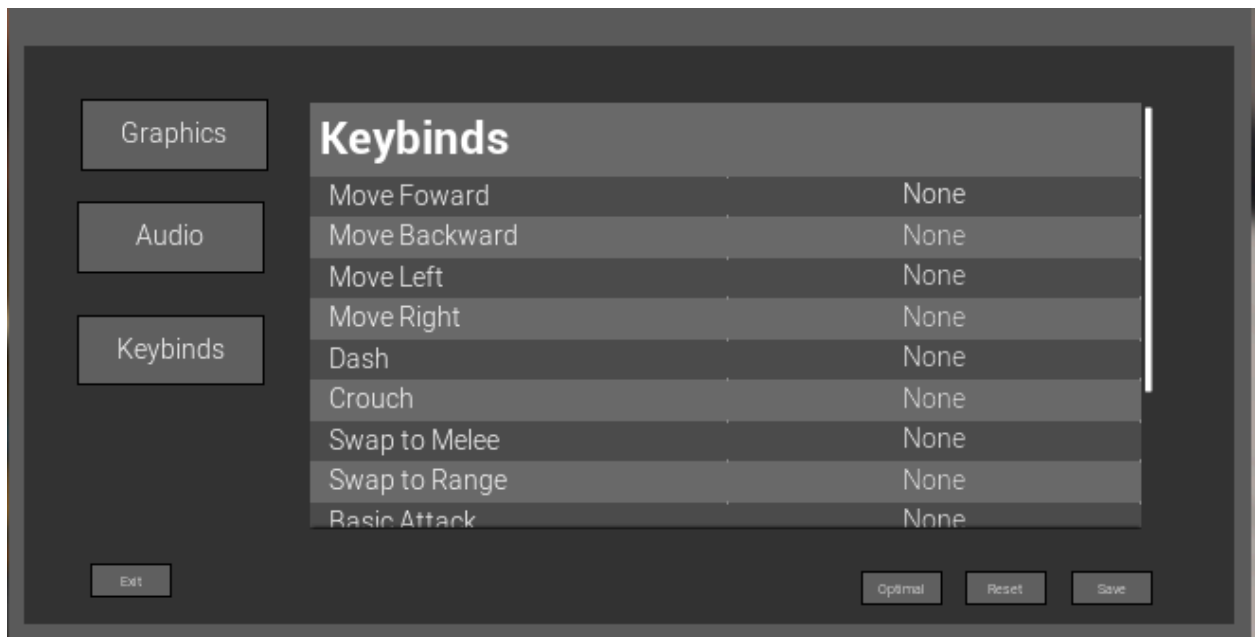 Graphics
Audio
Keybinds
Keybinds
Move Foward None
Move Backward None
Move Left None
Move Right None
Dash None
Crouch None
Swap to Melee None
Swap to Range None
Basic Attack None
Exit
Optimal
Reset
Save